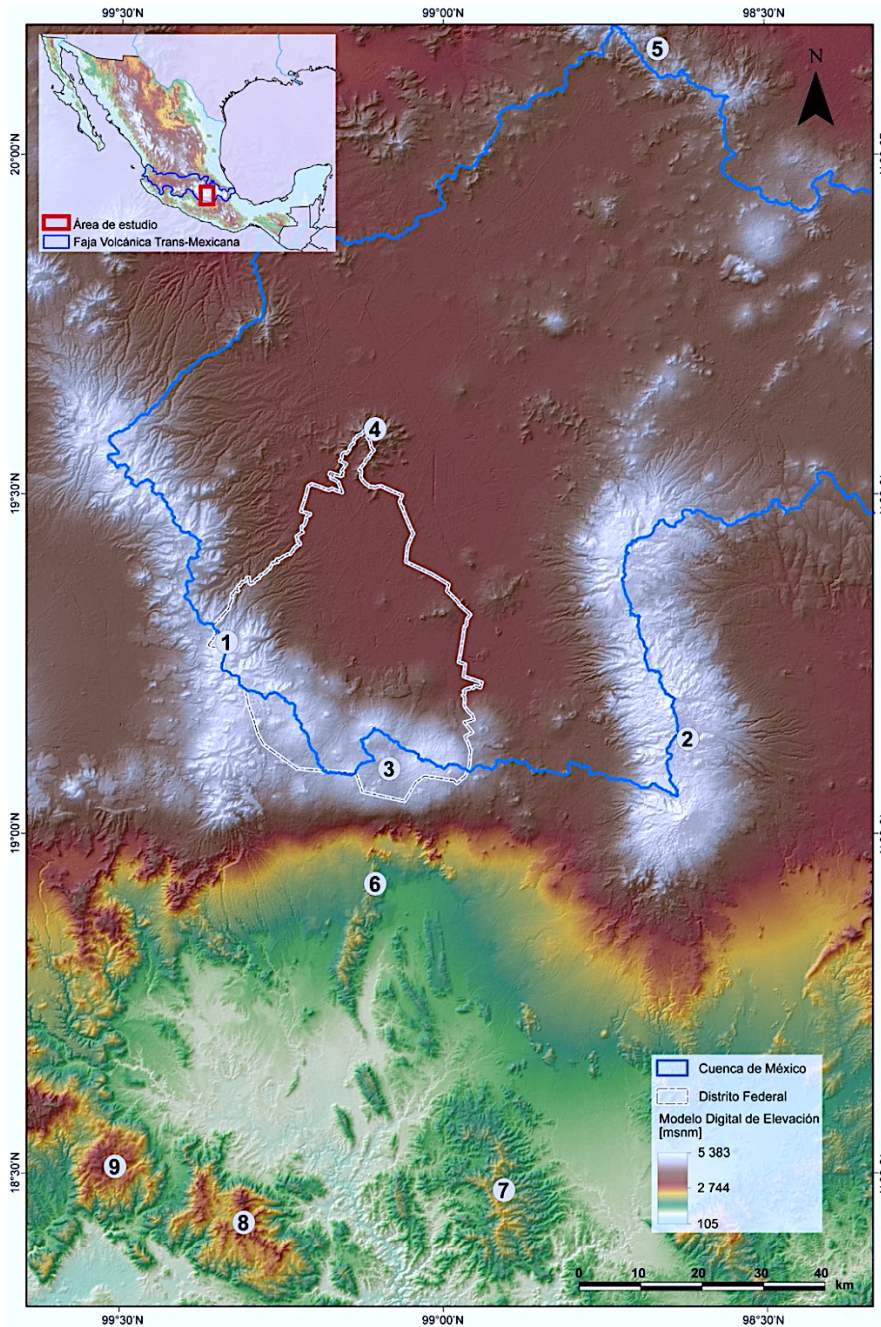 99°30'N
99°00'N
98°30'N
5
N
20°00'N
Área de estudio
Faja Volcánica Trans-Mexicana
4
19°30'N
1
2
3
19°00'N
6
Cuenca de México
Distrito Federal
Modelo Digital de Elevación
[msnm]
5 383
2 744
105
18°30'N
9
7
8
0 10 20 30 40
km
99°30'N
99°00'N
98°30'N